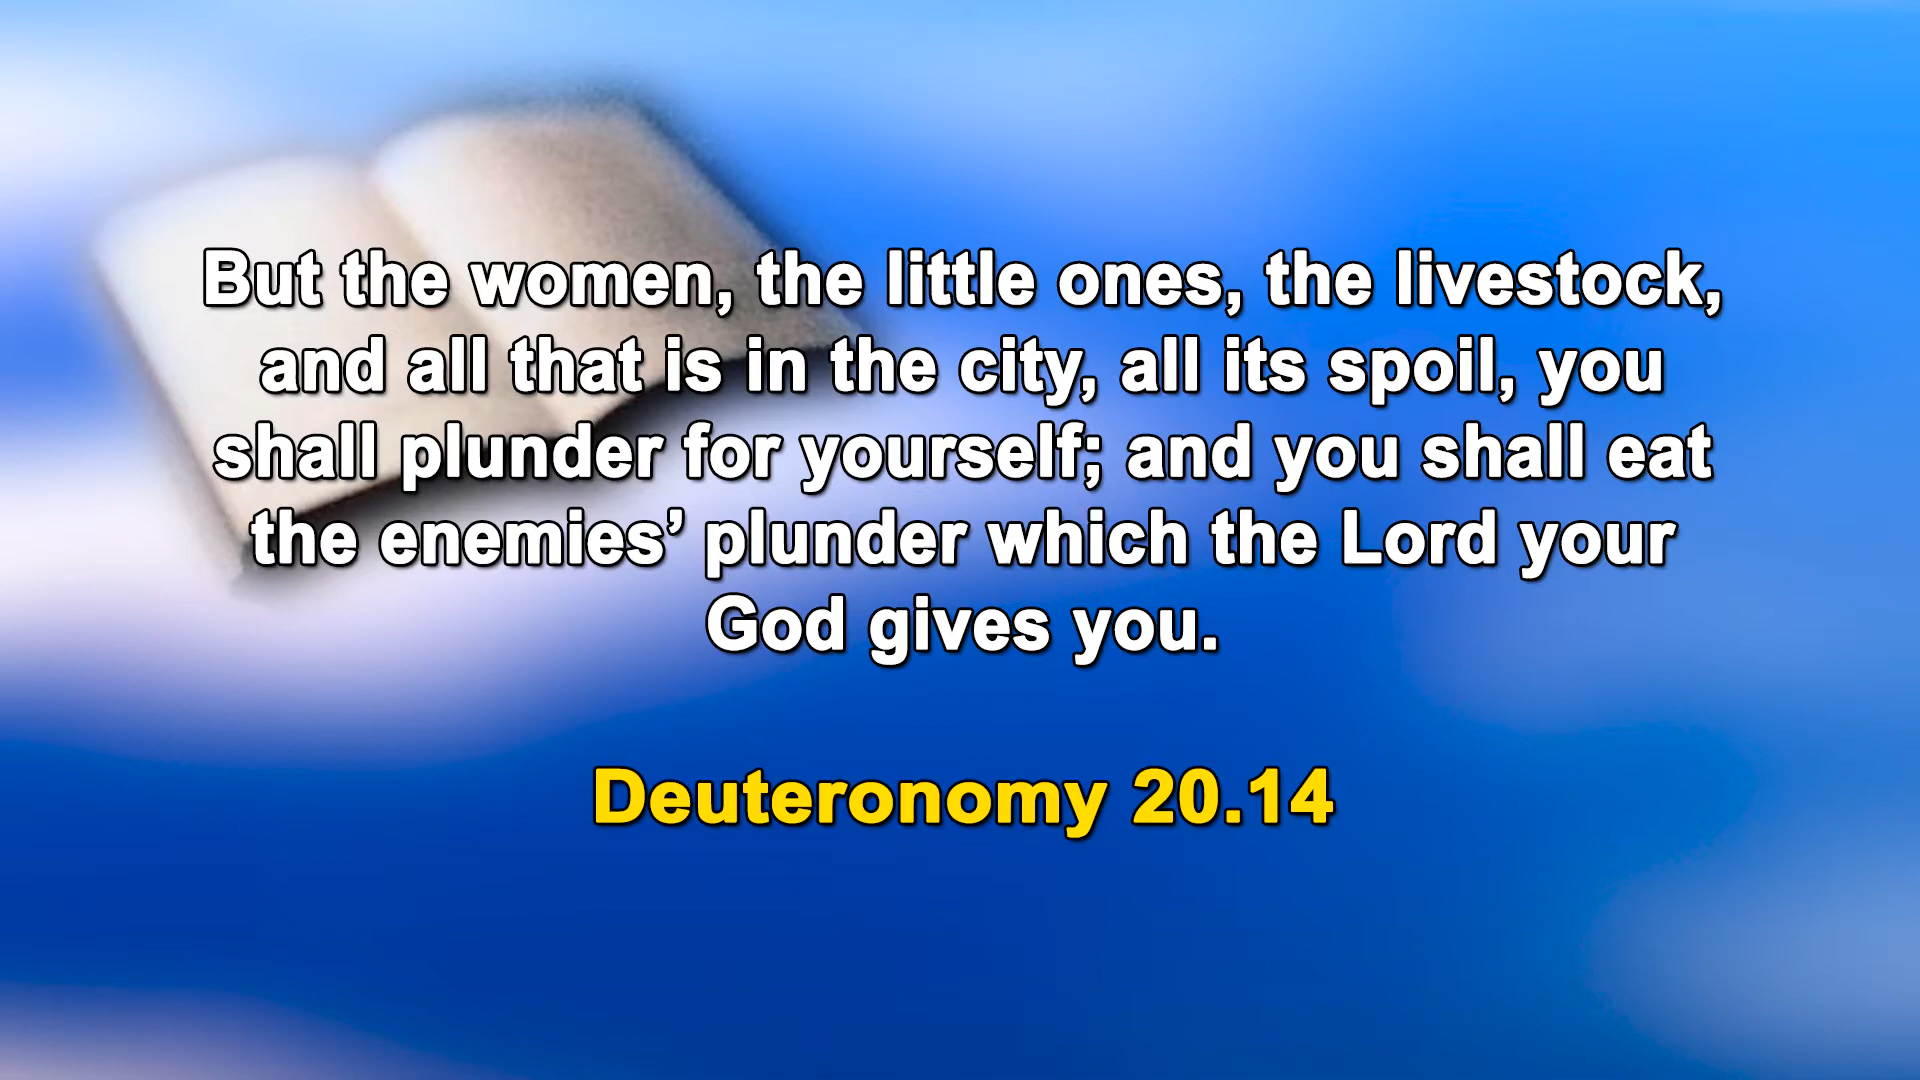 But the women, the little ones, the livestock,
and all that is in the city, all its spoil, you
shall plunder for yourself; and you shall eat
the enemies’ plunder which the Lord your
God gives you.
Deuteronomy 20.14